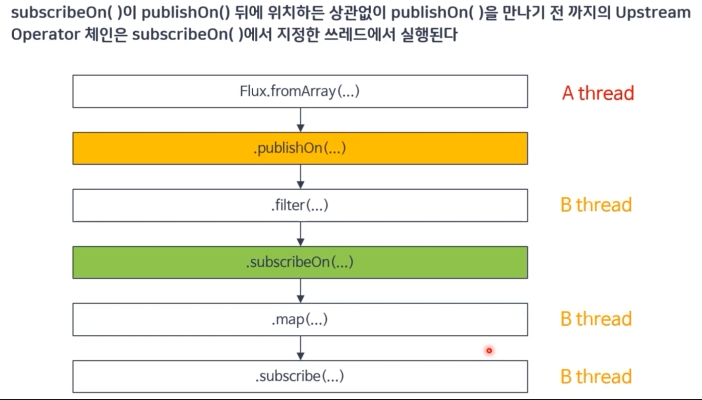 subscribeOn( )이 publishOn() 뒤에 위치하든 상관없이 publishOn( )을 만나기 전 까지의 Upstream
Operator 체인은 subscribeOn( )에서 지정한 쓰레드에서 실행된다
Flux.fromArray(...)
A thread
.publishOn(...)
.filter(...)
B thread
.subscribeOn(...)
.map(...)
B thread
.subscribe(...)
B thread